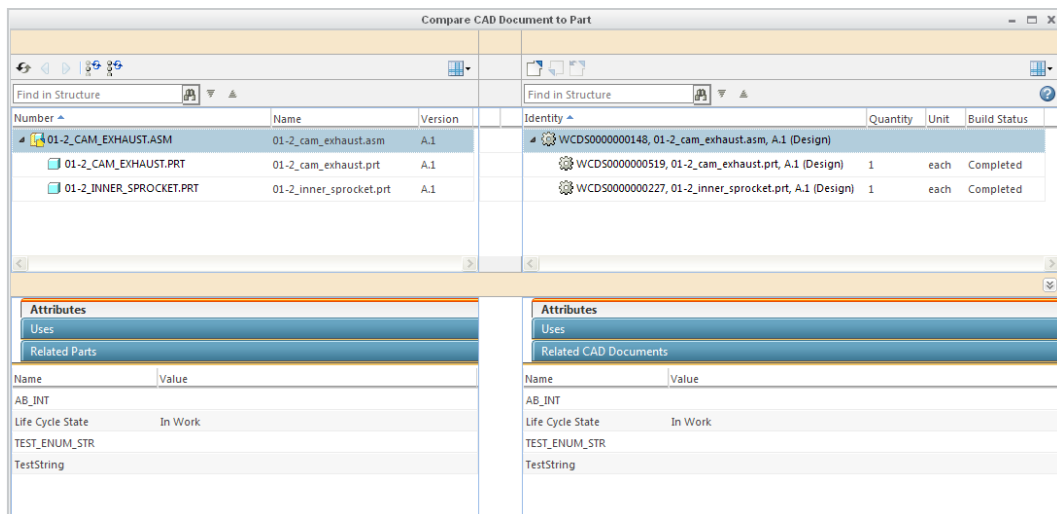 Compare CAD Document to Part
Find in Structure
Number Name Version
01-2_CAM_EXHAUST.ASM 01-2_cam_exhaust.asm A.1
01-2_CAM_EXHAUST.PRT 01-2_cam_exhaust.prt A.1
01-2_INNER_SPROCKET.PRT 01-2_inner_sprocket.prt A.1
Find in Structure
Identity Quantity Unit Build Status
WCDS0000000148, 01-2_cam_exhaust.asm, A.1 (Design)
WCDS0000000519, 01-2_cam_exhaust.prt, A.1 (Design) 1 each Completed
WCDS0000000227, 01-2_inner_sprocket.prt, A.1 (Design) 1 each Completed
Attributes
Uses
Related Parts
Name Value
AB_INT
Life Cycle State In Work
TEST_ENUM_STR
TestString
Attributes
Uses
Related CAD Documents
Name Value
AB_INT
Life Cycle State In Work
TEST_ENUM_STR
TestString